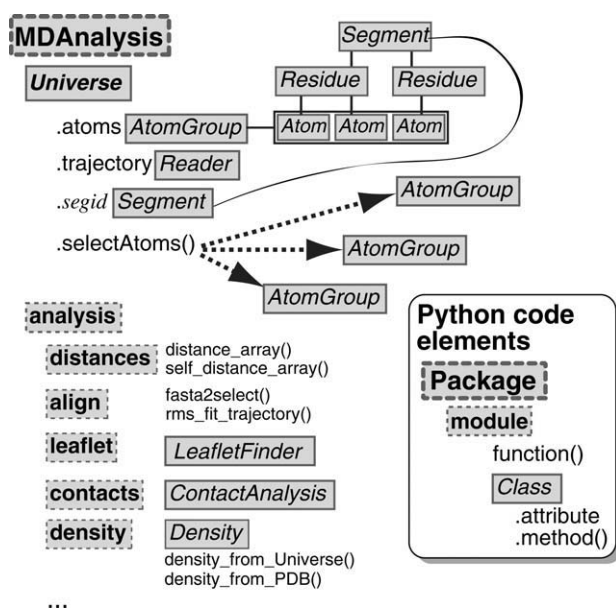 MDAnalysis
Segment
Universe
Residue Residue
.atoms AtomGroup Atom Atom Atom
.trajectory Reader
AtomGroup
.segid Segment
.selectAtoms()
AtomGroup
AtomGroup
analysis
distances distance_array()
self_distance_array()
align fasta2select()
rms_fit_trajectory()
leaflet LeafletFinder
contacts ContactAnalysis
density Density
density_from_Universe()
density_from_PDB()
...
Python code
elements
Package
module
function()
Class
.attribute
.method()